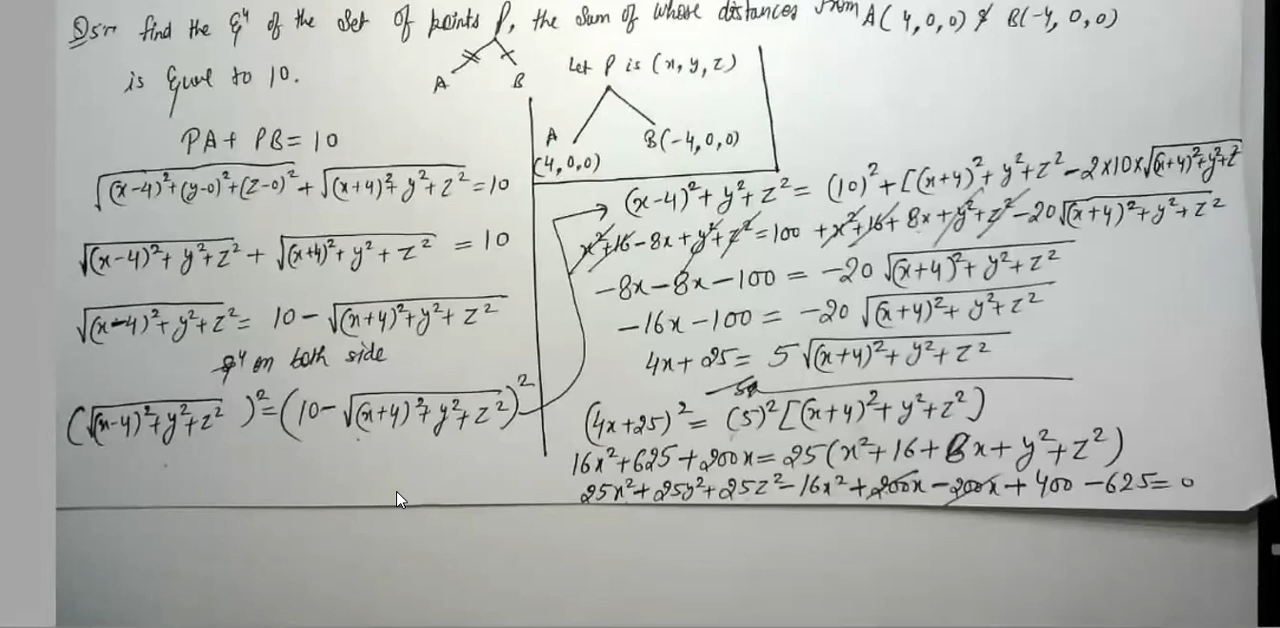 Q5m find the Eq of the set of points P, the sum of whose distances from A(4,0,0) & B(-4,0,0)
is Equal to 10.
A B
Let P is (x, y, z)
A
(4,0,0)
B(-4,0,0)
PA + PB = 10
√(x-4)²+(y-0)²+(z-0)² + √(x+4)²+y²+z² = 10
√(x-4)²+y²+z² + √(x+4)²+y²+z² = 10
√(x-4)²+y²+z² = 10 - √(x+4)²+y²+z²
on both side
(√(x-4)²+y²+z² )² = (10-√(x+4)²+y²+z²)²
(x-4)²+y²+z² = (10)²+[(x+4)²+y²+z²-2×10×√(x+4)²+y²+z²
x²+16-8x+y²+z²=100+x²+16+8x+y²+z²-20√(x+4)²+y²+z²
-8x-8x-100 = -20√(x+4)²+y²+z²
-16x-100 = -20√(x+4)²+y²+z²
4x+25 = 5√(x+4)²+y²+z²
(4x+25)² = (5)²[(x+4)²+y²+z²)
16x²+625+200x = 25(x²+16+8x+y²+z²)
25x²+25y²+25z²-16x²+200x-200x+400-625=0